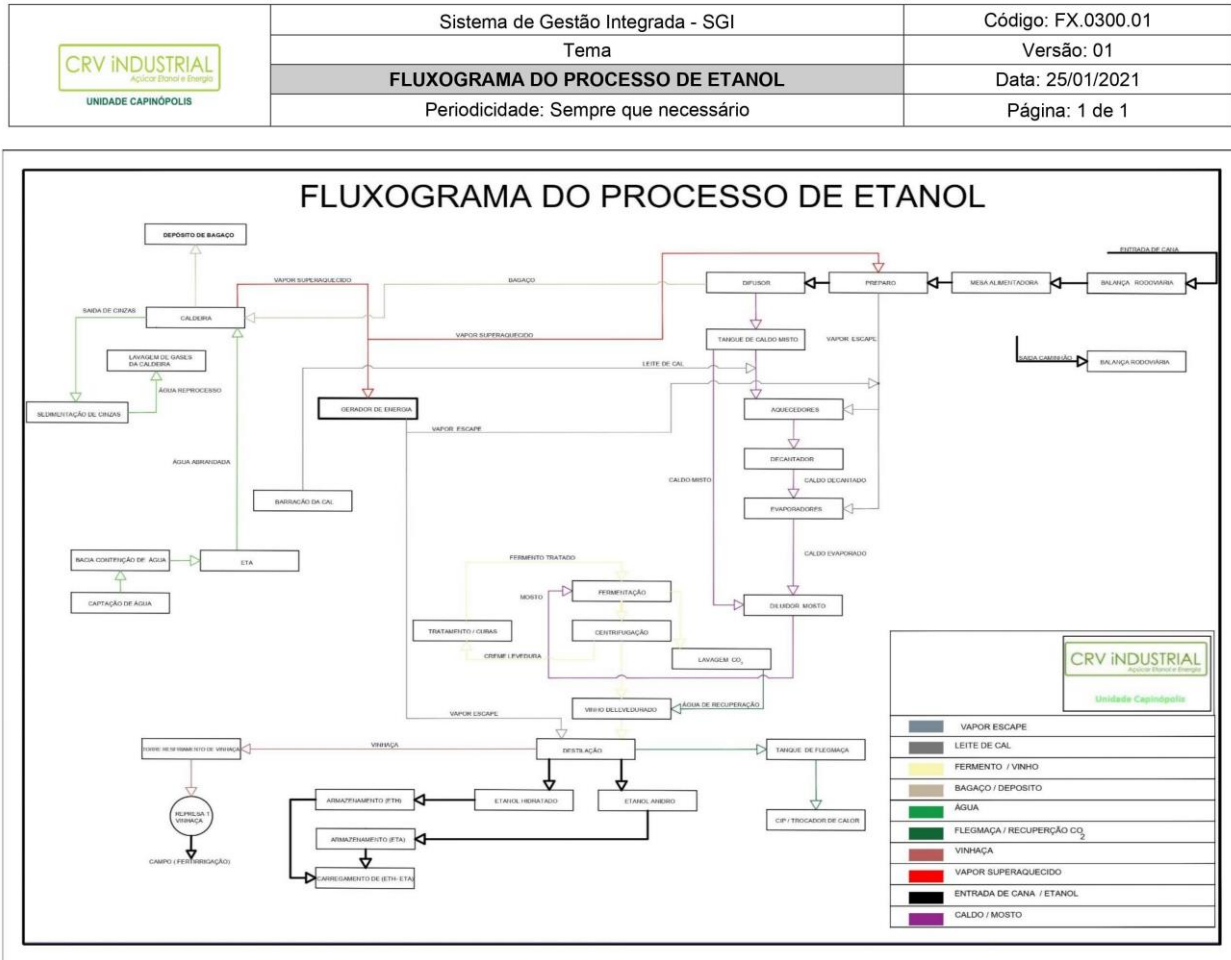 CRV iNDUSTRIAL
Açúcar Etanol e Energia
UNIDADE CAPINÓPOLIS
Sistema de Gestão Integrada - SGI
Tema
FLUXOGRAMA DO PROCESSO DE ETANOL
Periodicidade: Sempre que necessário
Código: FX.0300.01
Versão: 01
Data: 25/01/2021
Página: 1 de 1
FLUXOGRAMA DO PROCESSO DE ETANOL
DEPÓSITO DE BAGAÇO
ENTRADA DE CANA
VAPOR SUPERAQUECIDO
BAGAÇO
DIFUSOR
PREPARO
MESA ALIMENTADORA
BALANÇA RODOVIÁRIA
SAIDA DE CINZAS
CALDEIRA
VAPOR SUPERAQUECIDO
TANQUE DE CALDO MISTO
VAPOR ESCAPE
LAVAGEM DE GASES
DA CALDEIRA
LEITE DE CAL
SAIDA CAMINHÃO
BALANÇA RODOVIÁRIA
ÁGUA REPROCESSO
SEDIMENTAÇÃO DE CINZAS
GERADOR DE ENERGIA
AQUECEDORES
VAPOR ESCAPE
ÁGUA ABRANDADA
DECANTADOR
CALDO MISTO
CALDO DECANTADO
BARRACÃO DA CAL
EVAPORADORES
BACIA CONTENÇÃO DE ÁGUA
ETA
FERMENTO TRATADO
CALDO EVAPORADO
CAPTAÇÃO DE ÁGUA
MOSTO
FERMENTAÇÃO
DILUIDOR MOSTO
TRATAMENTO / CUBAS
CENTRIFUGAÇÃO
CREME LEVEDURA
LAVAGEM CO2
VINHO DELEVEDURADO
ÁGUA DE RECUPERAÇÃO
VAPOR ESCAPE
TORRE RESFRIAMENTO DE VINHAÇA
VINHAÇA
DESTILAÇÃO
TANQUE DE FLEGMAÇA
REPRESA 1
VINHAÇA
ARMAZENAMENTO (ETH)
ETANOL HIDRATADO
ETANOL ANIDRO
CIP / TROCADOR DE CALOR
ARMAZENAMENTO (ETA)
CAMPO ( FERTIRRIGAÇÃO)
CARREGAMENTO DE (ETH- ETA)
CRV iNDUSTRIAL
Açúcar Etanol e Energia
Unidade Capinópolis
VAPOR ESCAPE
LEITE DE CAL
FERMENTO / VINHO
BAGAÇO / DEPOSITO
ÁGUA
FLEGMAÇA / RECUPERÇÃO CO2
VINHAÇA
VAPOR SUPERAQUECIDO
ENTRADA DE CANA / ETANOL
CALDO / MOSTO